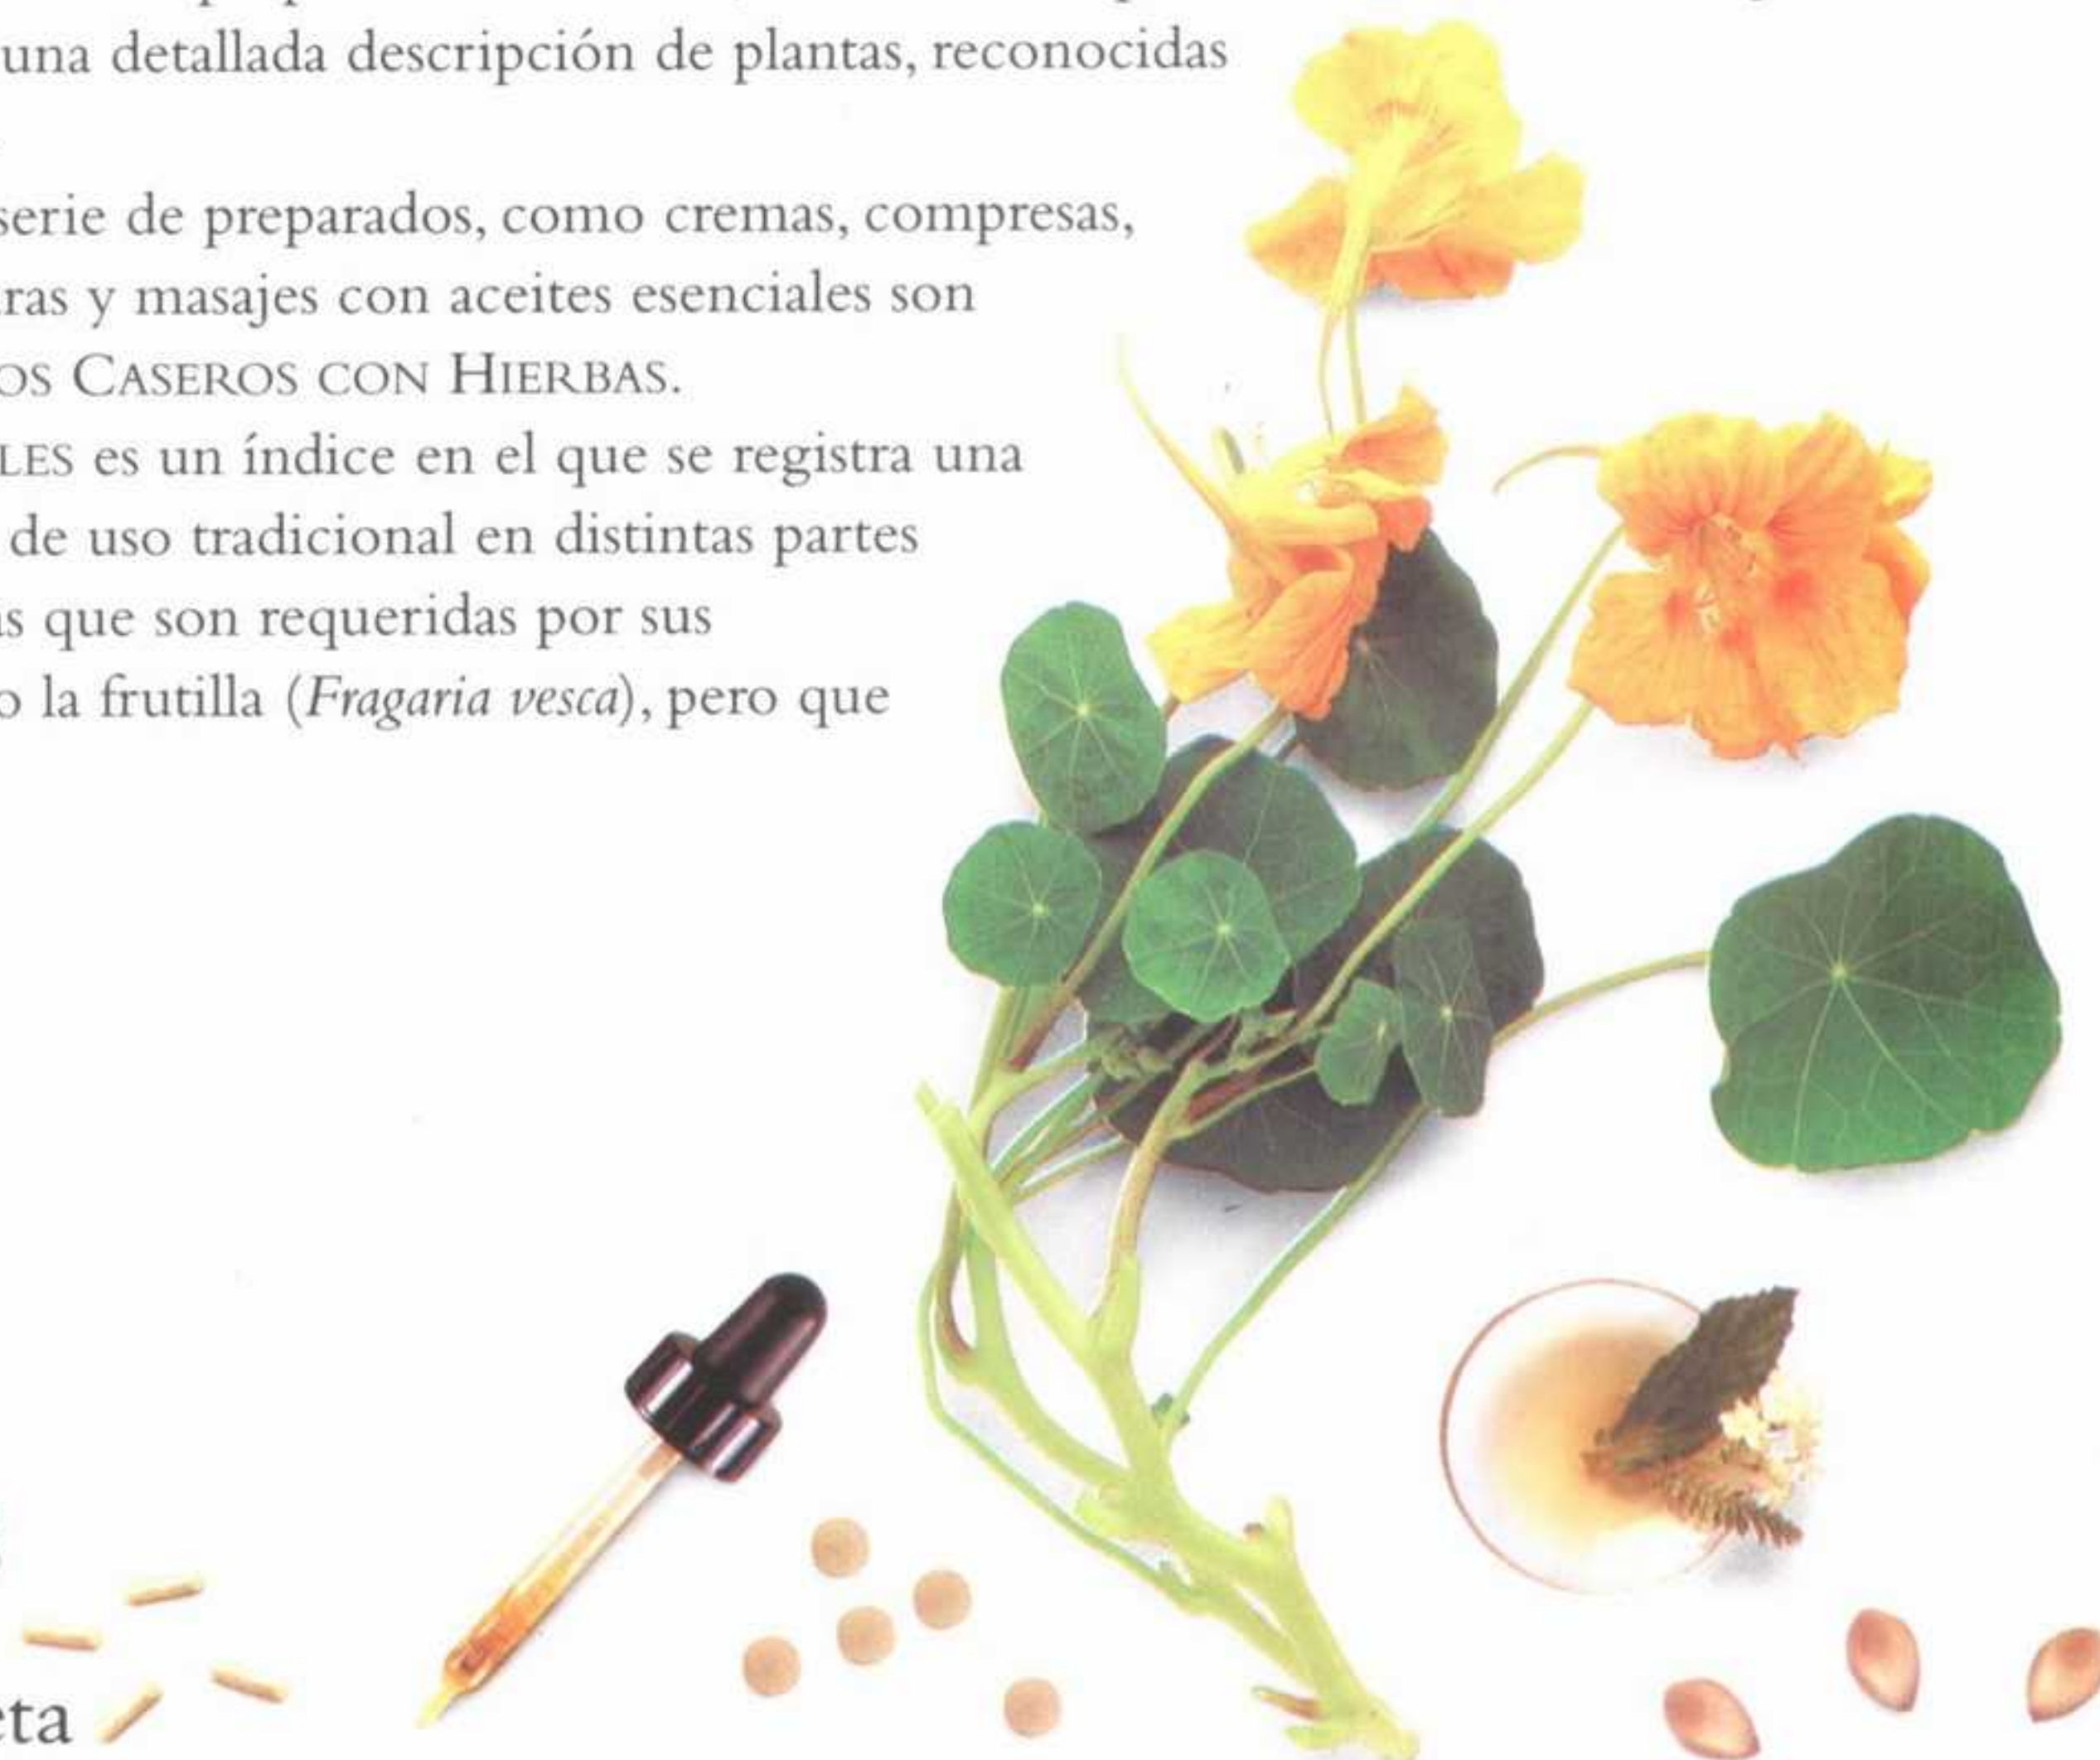 una detallada descripción de plantas, reconocidas
serie de preparados, como cremas, compresas,
ras y masajes con aceites esenciales son
OS CASEROS CON HIERBAS.
LES es un índice en el que se registra una
de uso tradicional en distintas partes
s que son requeridas por sus
o la frutilla (Fragaria vesca), pero que
eta